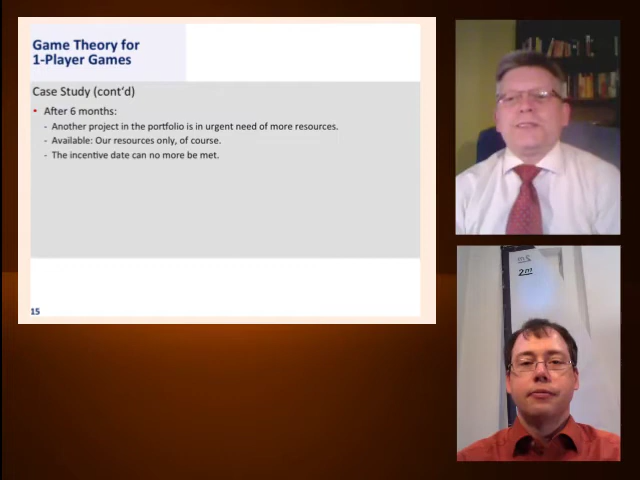 Game Theory for
1-Player Games
Case Study (cont'd)
• After 6 months:
- Another project in the portfolio is in urgent need of more resources.
- Available: Our resources only, of course.
- The incentive date can no more be met.
15